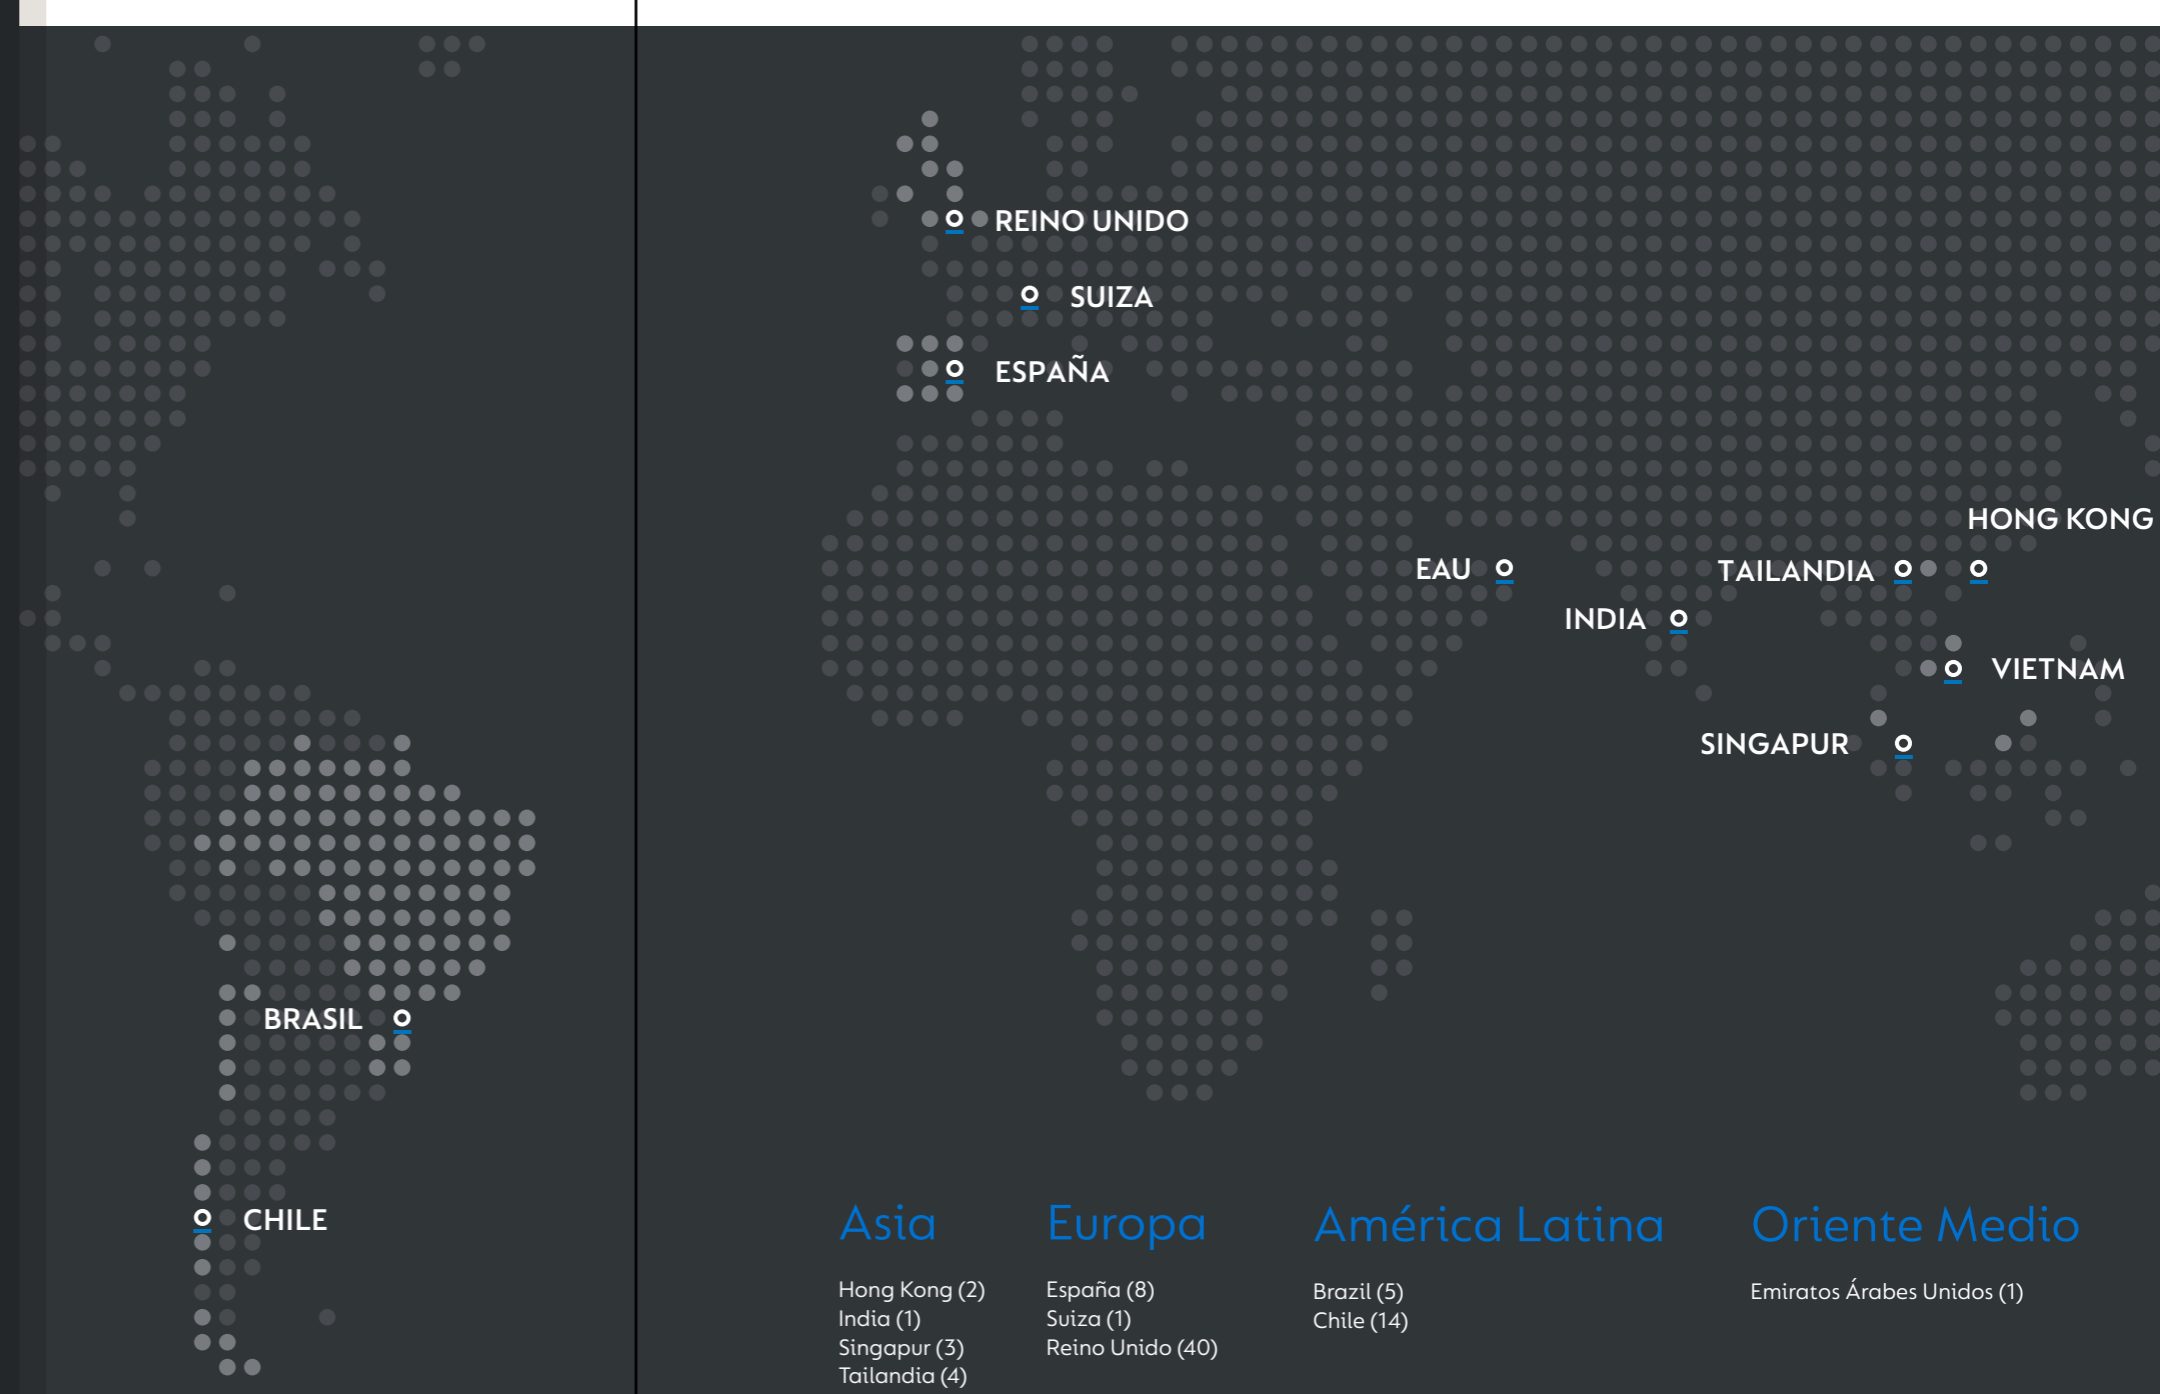 REINO UNIDO
SUIZA
ESPAÑA
HONG KONG
EAU
TAILANDIA
INDIA
VIETNAM
SINGAPUR
BRASIL
CHILE
Asia
Hong Kong (2)
India (1)
Singapur (3)
Tailandia (4)
Europa
España (8)
Suiza (1)
Reino Unido (40)
América Latina
Brazil (5)
Chile (14)
Oriente Medio
Emiratos Árabes Unidos (1)